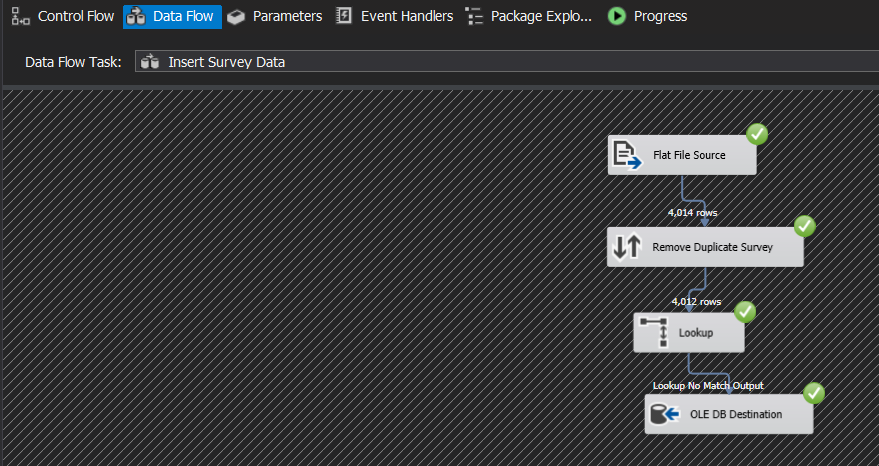 Control Flow Data Flow Parameters Event Handlers Package Explo... Progress
Data Flow Task: Insert Survey Data
Flat File Source
4,014 rows
Remove Duplicate Survey
4,012 rows
Lookup
Lookup No Match Output
OLE DB Destination